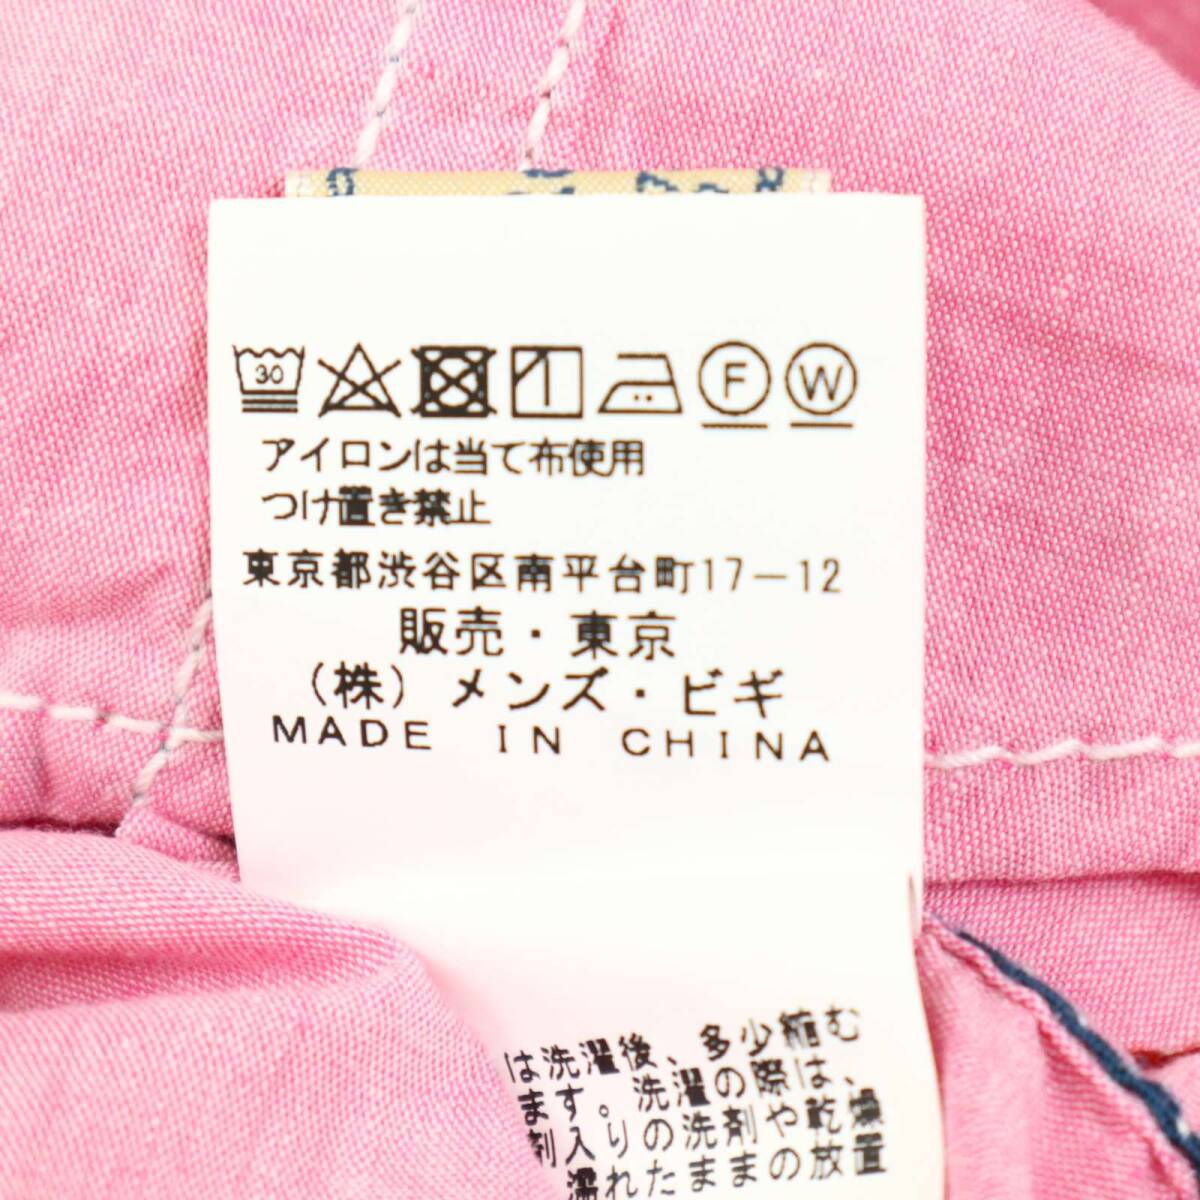 30 F W
アイロンは当て布使用
つけ置き禁止
東京都渋谷区南平台町17-12
販売・東京
(株)メンズ・ビギ
MADE IN CHINA
多少縮む
は洗濯後、の際は、
ます。洗濯や乾燥
剤入りの洗剤の放置
濡れたままの